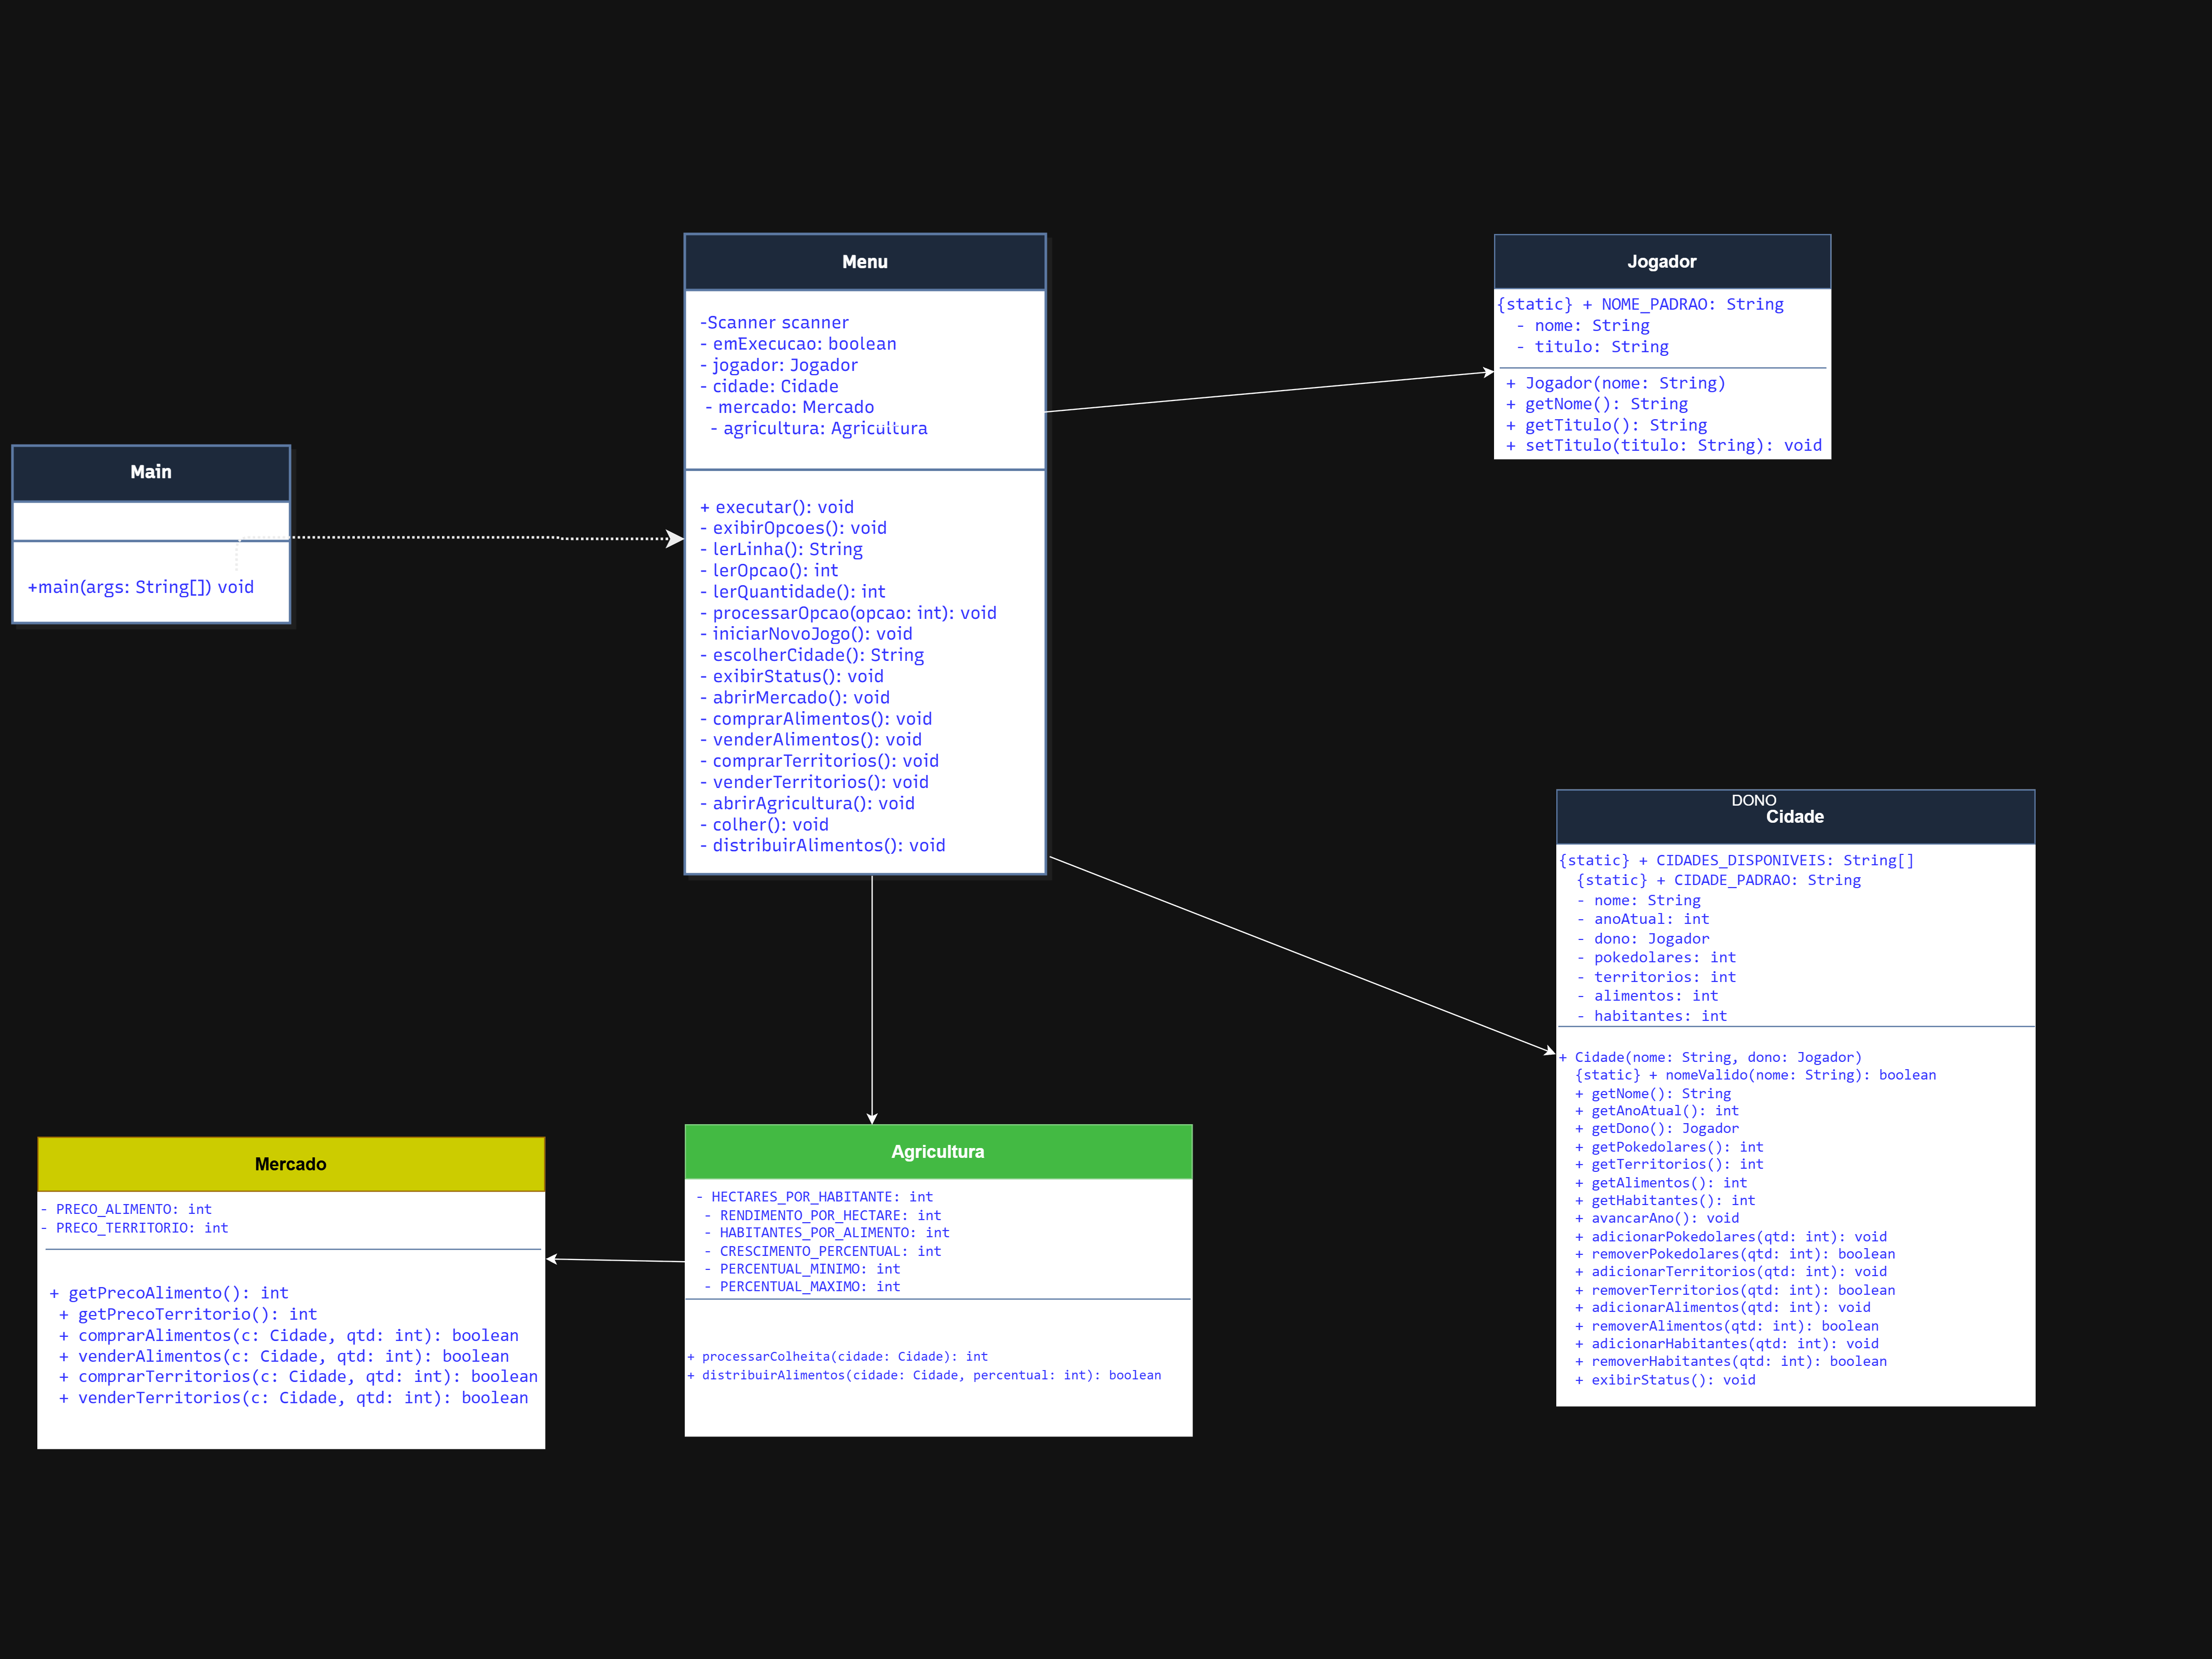 Menu
-Scanner scanner
- emExecucao: boolean
- jogador: Jogador
- cidade: Cidade
- mercado: Mercado
- agricultura: Agricultura
+ executar(): void
- exibirOpcoes(): void
- lerLinha(): String
- lerOpcao(): int
- lerQuantidade(): int
- processarOpcao(opcao: int): void
- iniciarNovoJogo(): void
- escolherCidade(): String
- exibirStatus(): void
- abrirMercado(): void
- comprarAlimentos(): void
- venderAlimentos(): void
- comprarTerritorios(): void
- venderTerritorios(): void
- abrirAgricultura(): void
- colher(): void
- distribuirAlimentos(): void
Jogador
{static} + NOME_PADRAO: String
- nome: String
- titulo: String
+ Jogador(nome: String)
+ getNome(): String
+ getTitulo(): String
+ setTitulo(titulo: String): void
Main
+main(args: String[]) void
DONO
Cidade
{static} + CIDADES_DISPONIVEIS: String[]
{static} + CIDADE_PADRAO: String
- nome: String
- anoAtual: int
- dono: Jogador
- pokedolares: int
- territorios: int
- alimentos: int
- habitantes: int
+ Cidade(nome: String, dono: Jogador)
{static} + nomeValido(nome: String): boolean
+ getNome(): String
+ getAnoAtual(): int
+ getDono(): Jogador
+ getPokedolares(): int
+ getTerritorios(): int
+ getAlimentos(): int
+ getHabitantes(): int
+ avancarAno(): void
+ adicionarPokedolares(qtd: int): void
+ removerPokedolares(qtd: int): boolean
+ adicionarTerritorios(qtd: int): void
+ removerTerritorios(qtd: int): boolean
+ adicionarAlimentos(qtd: int): void
+ removerAlimentos(qtd: int): boolean
+ adicionarHabitantes(qtd: int): void
+ removerHabitantes(qtd: int): boolean
+ exibirStatus(): void
Mercado
- PRECO_ALIMENTO: int
- PRECO_TERRITORIO: int
+ getPrecoAlimento(): int
+ getPrecoTerritorio(): int
+ comprarAlimentos(c: Cidade, qtd: int): boolean
+ venderAlimentos(c: Cidade, qtd: int): boolean
+ comprarTerritorios(c: Cidade, qtd: int): boolean
+ venderTerritorios(c: Cidade, qtd: int): boolean
Agricultura
- HECTARES_POR_HABITANTE: int
- RENDIMENTO_POR_HECTARE: int
- HABITANTES_POR_ALIMENTO: int
- CRESCIMENTO_PERCENTUAL: int
- PERCENTUAL_MINIMO: int
- PERCENTUAL_MAXIMO: int
+ processarColheita(cidade: Cidade): int
+ distribuirAlimentos(cidade: Cidade, percentual: int): boolean